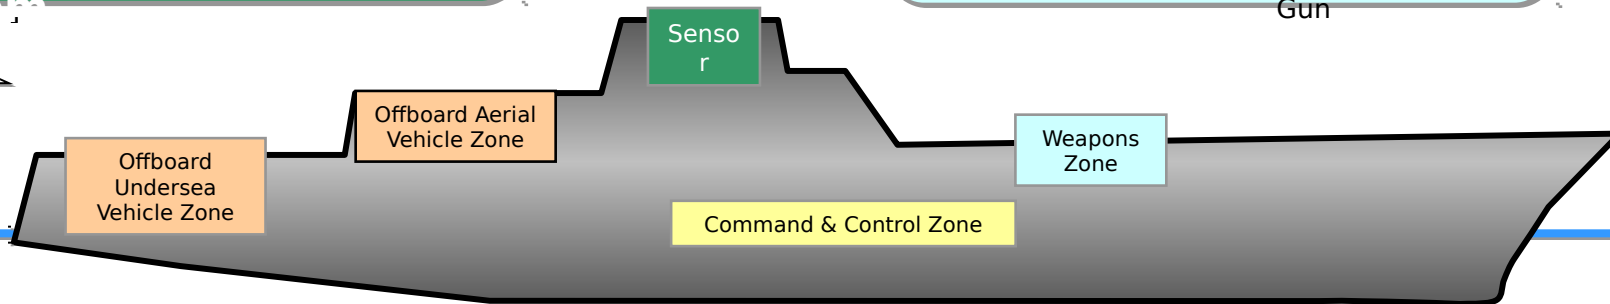 Gun
Senso
r
Offboard Aerial
Vehicle Zone
Weapons
Zone
Offboard
Undersea
Vehicle Zone
Command & Control Zone